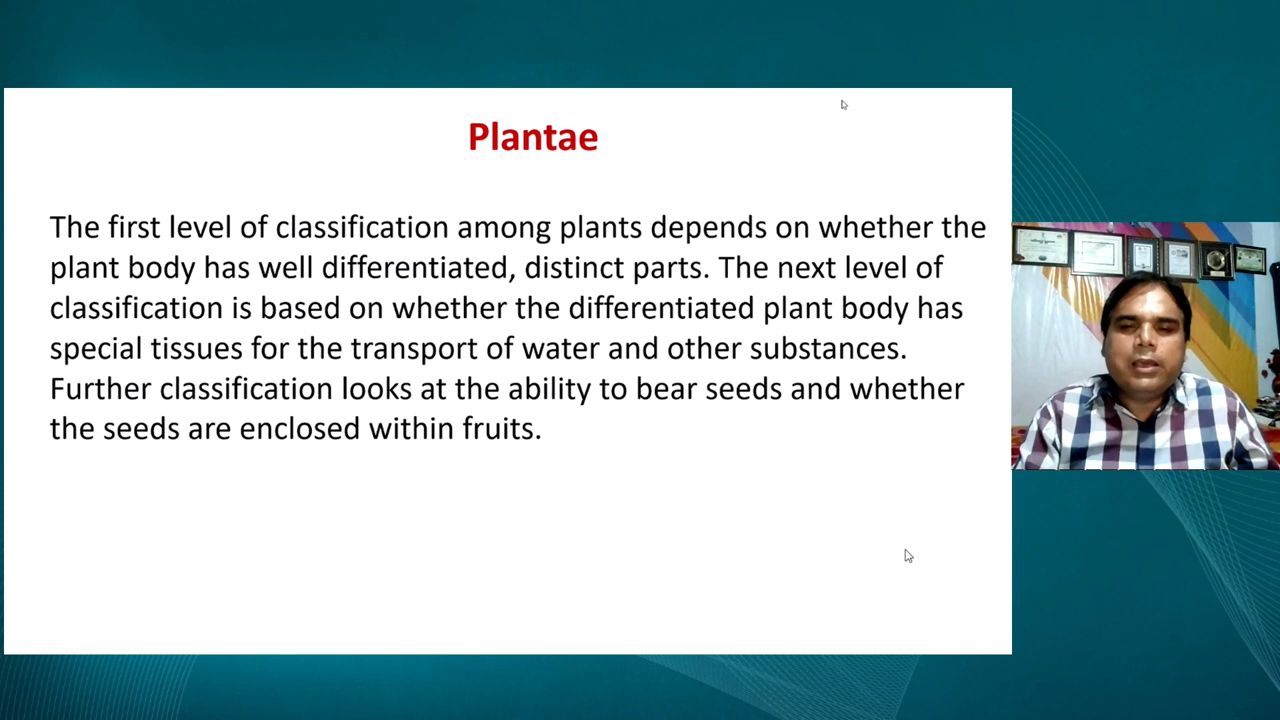 Plantae
The first level of classification among plants depends on whether the
plant body has well differentiated, distinct parts. The next level of
classification is based on whether the differentiated plant body has
special tissues for the transport of water and other substances.
Further classification looks at the ability to bear seeds and whether
the seeds are enclosed within fruits.